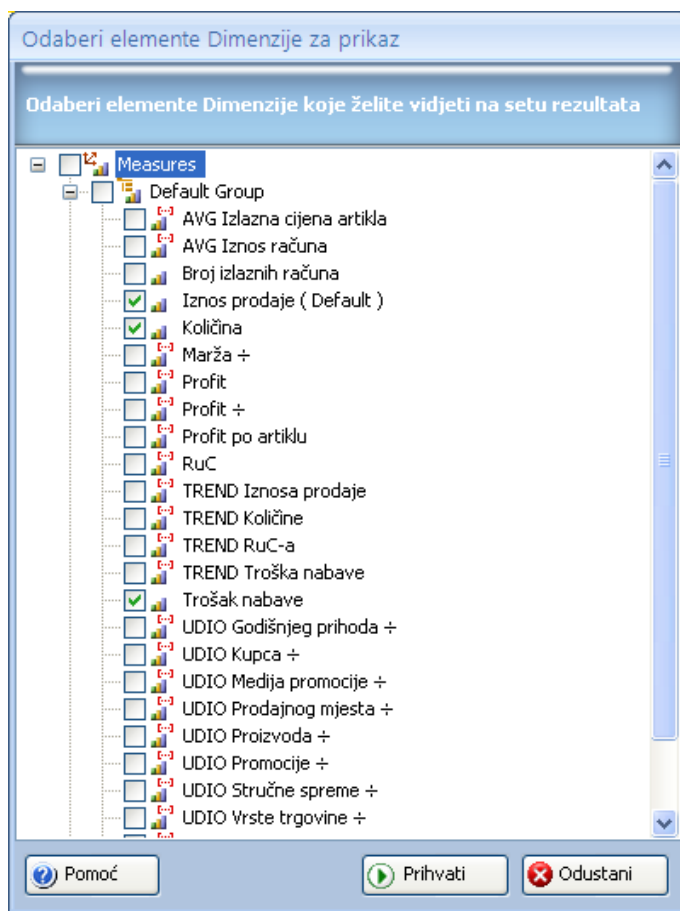 Odaberi elemente Dimenzije za prikaz
Odaberi elemente Dimenzije koje želite vidjeti na setu rezultata
Measures
Default Group
AVG Izlazna cijena artikla
AVG Iznos računa
Broj izlaznih računa
Iznos prodaje ( Default )
Količina
Marža ÷
Profit
Profit ÷
Profit po artiklu
RuC
TREND Iznosa prodaje
TREND Količine
TREND RuC-a
TREND Troška nabave
Trošak nabave
UDIO Godišnjeg prihoda ÷
UDIO Kupca ÷
UDIO Medija promocije ÷
UDIO Prodajnog mjesta ÷
UDIO Proizvoda ÷
UDIO Promocije ÷
UDIO Stručne spreme ÷
UDIO Vrste trgovine ÷
Pomoć
Prihvati
Odustani